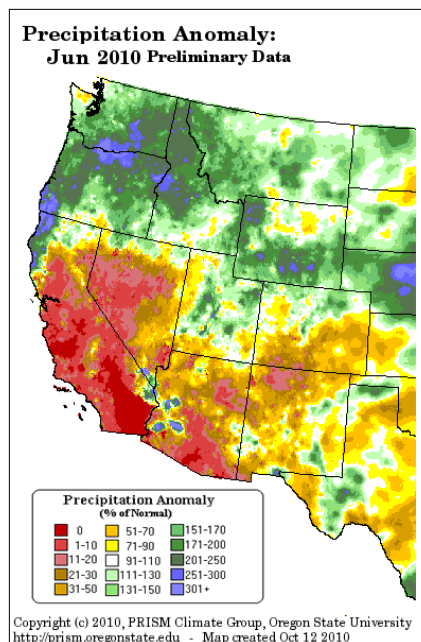 Precipitation Anomaly:
Jun 2010 Preliminary Data
Precipitation Anomaly
(% of Normal)
0 51-70 151-170
1-10 71-90 171-200
11-20 91-110 201-250
21-30 111-130 251-300
31-50 131-150 301+
Copyright (c) 2010, PRISM Climate Group, Oregon State University
http://prism.oregonstate.edu - Map created Oct 12 2010